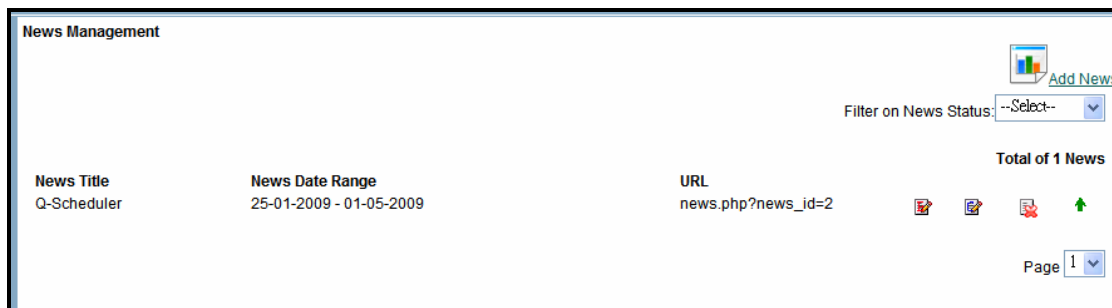 News Management
Add News
Filter on News Status: --Select--
Total of 1 News
News Title News Date Range URL
Q-Scheduler 25-01-2009 - 01-05-2009 news.php?news_id=2
Page 1